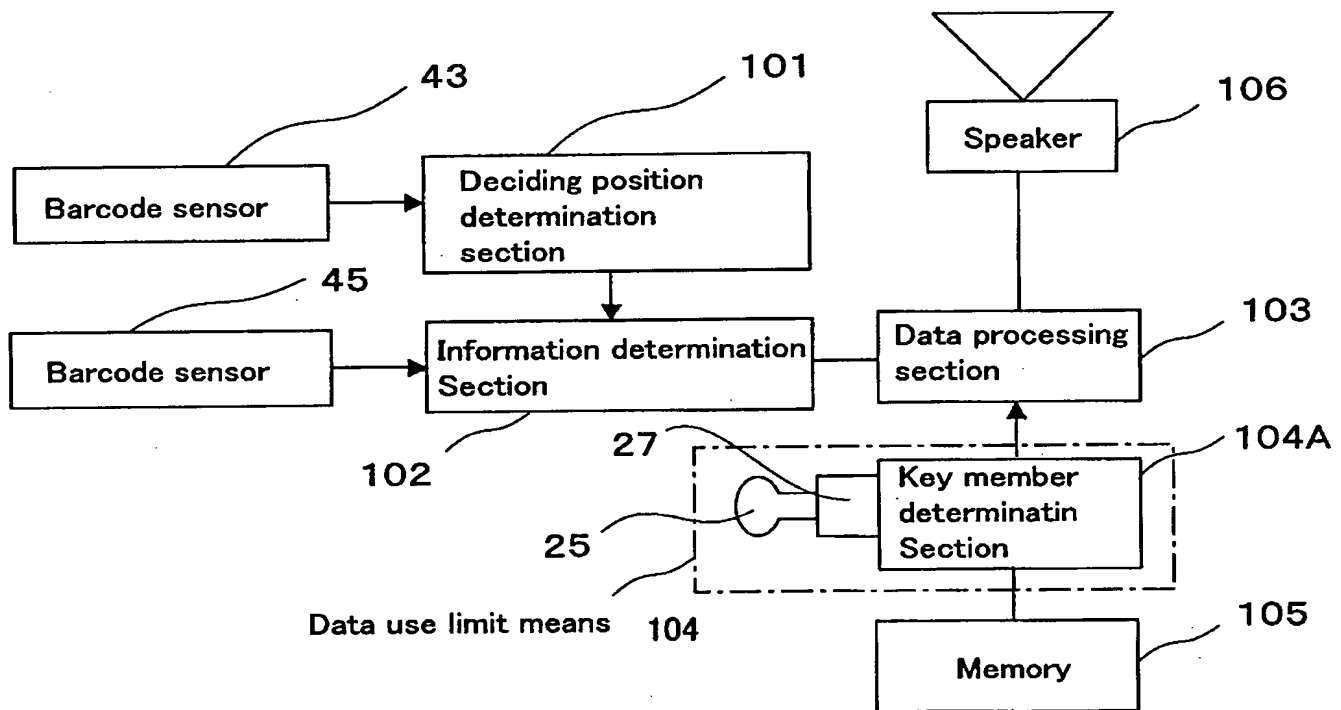 43
101
106
Speaker
Barcode sensor
Deciding position
determination
section
45
103
Barcode sensor
Information determination
Section
Data processing
section
102
27
104A
Key member
determinatin
Section
25
Data use limit means 104
105
Memory